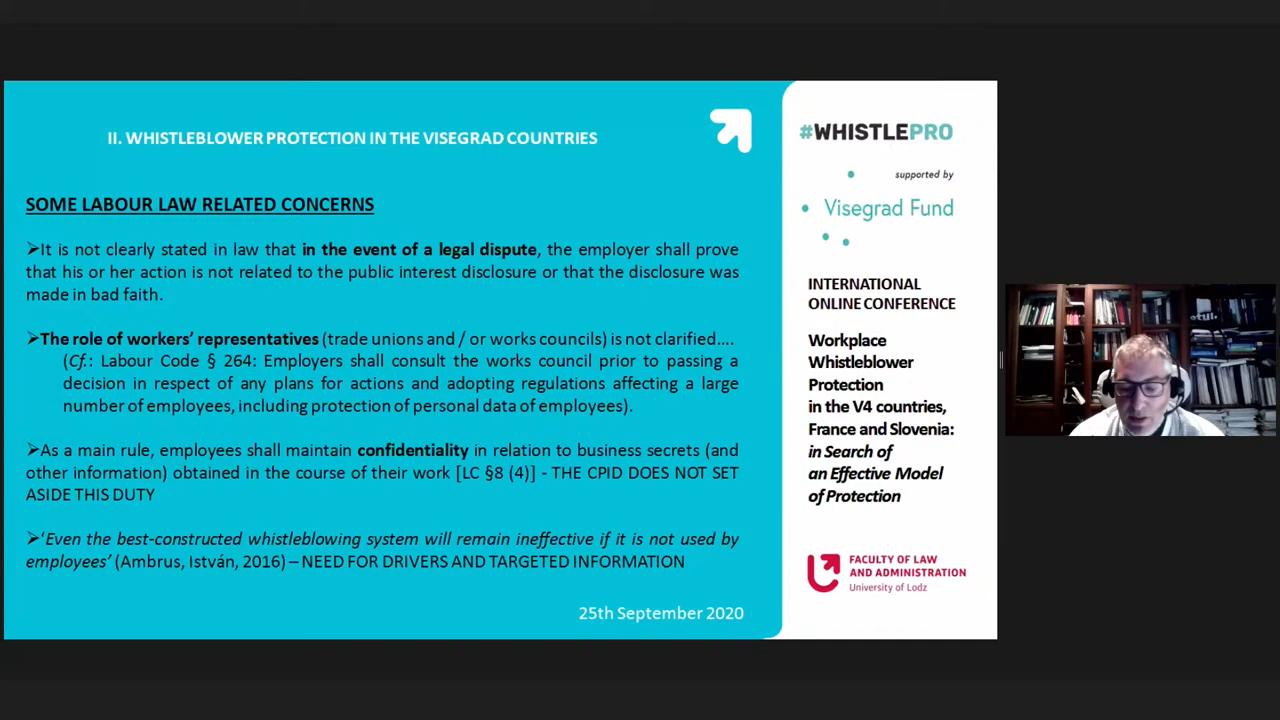 II. WHISTLEBLOWER PROTECTION IN THE VISEGRAD COUNTRIES
SOME LABOUR LAW RELATED CONCERNS
➢It is not clearly stated in law that in the event of a legal dispute, the employer shall prove
that his or her action is not related to the public interest disclosure or that the disclosure was
made in bad faith.
➢The role of workers’ representatives (trade unions and / or works councils) is not clarified….
(Cf.: Labour Code § 264: Employers shall consult the works council prior to passing a
decision in respect of any plans for actions and adopting regulations affecting a large
number of employees, including protection of personal data of employees).
➢As a main rule, employees shall maintain confidentiality in relation to business secrets (and
other information) obtained in the course of their work [LC §8 (4)] - THE CPID DOES NOT SET
ASIDE THIS DUTY
➢‘Even the best-constructed whistleblowing system will remain ineffective if it is not used by
employees’ (Ambrus, István, 2016) – NEED FOR DRIVERS AND TARGETED INFORMATION
25th September 2020
#WHISTLEPRO
supported by
Visegrad Fund
INTERNATIONAL
ONLINE CONFERENCE
Workplace
Whistleblower
Protection
in the V4 countries,
France and Slovenia:
in Search of
an Effective Model
of Protection
FACULTY OF LAW
AND ADMINISTRATION
University of Lodz